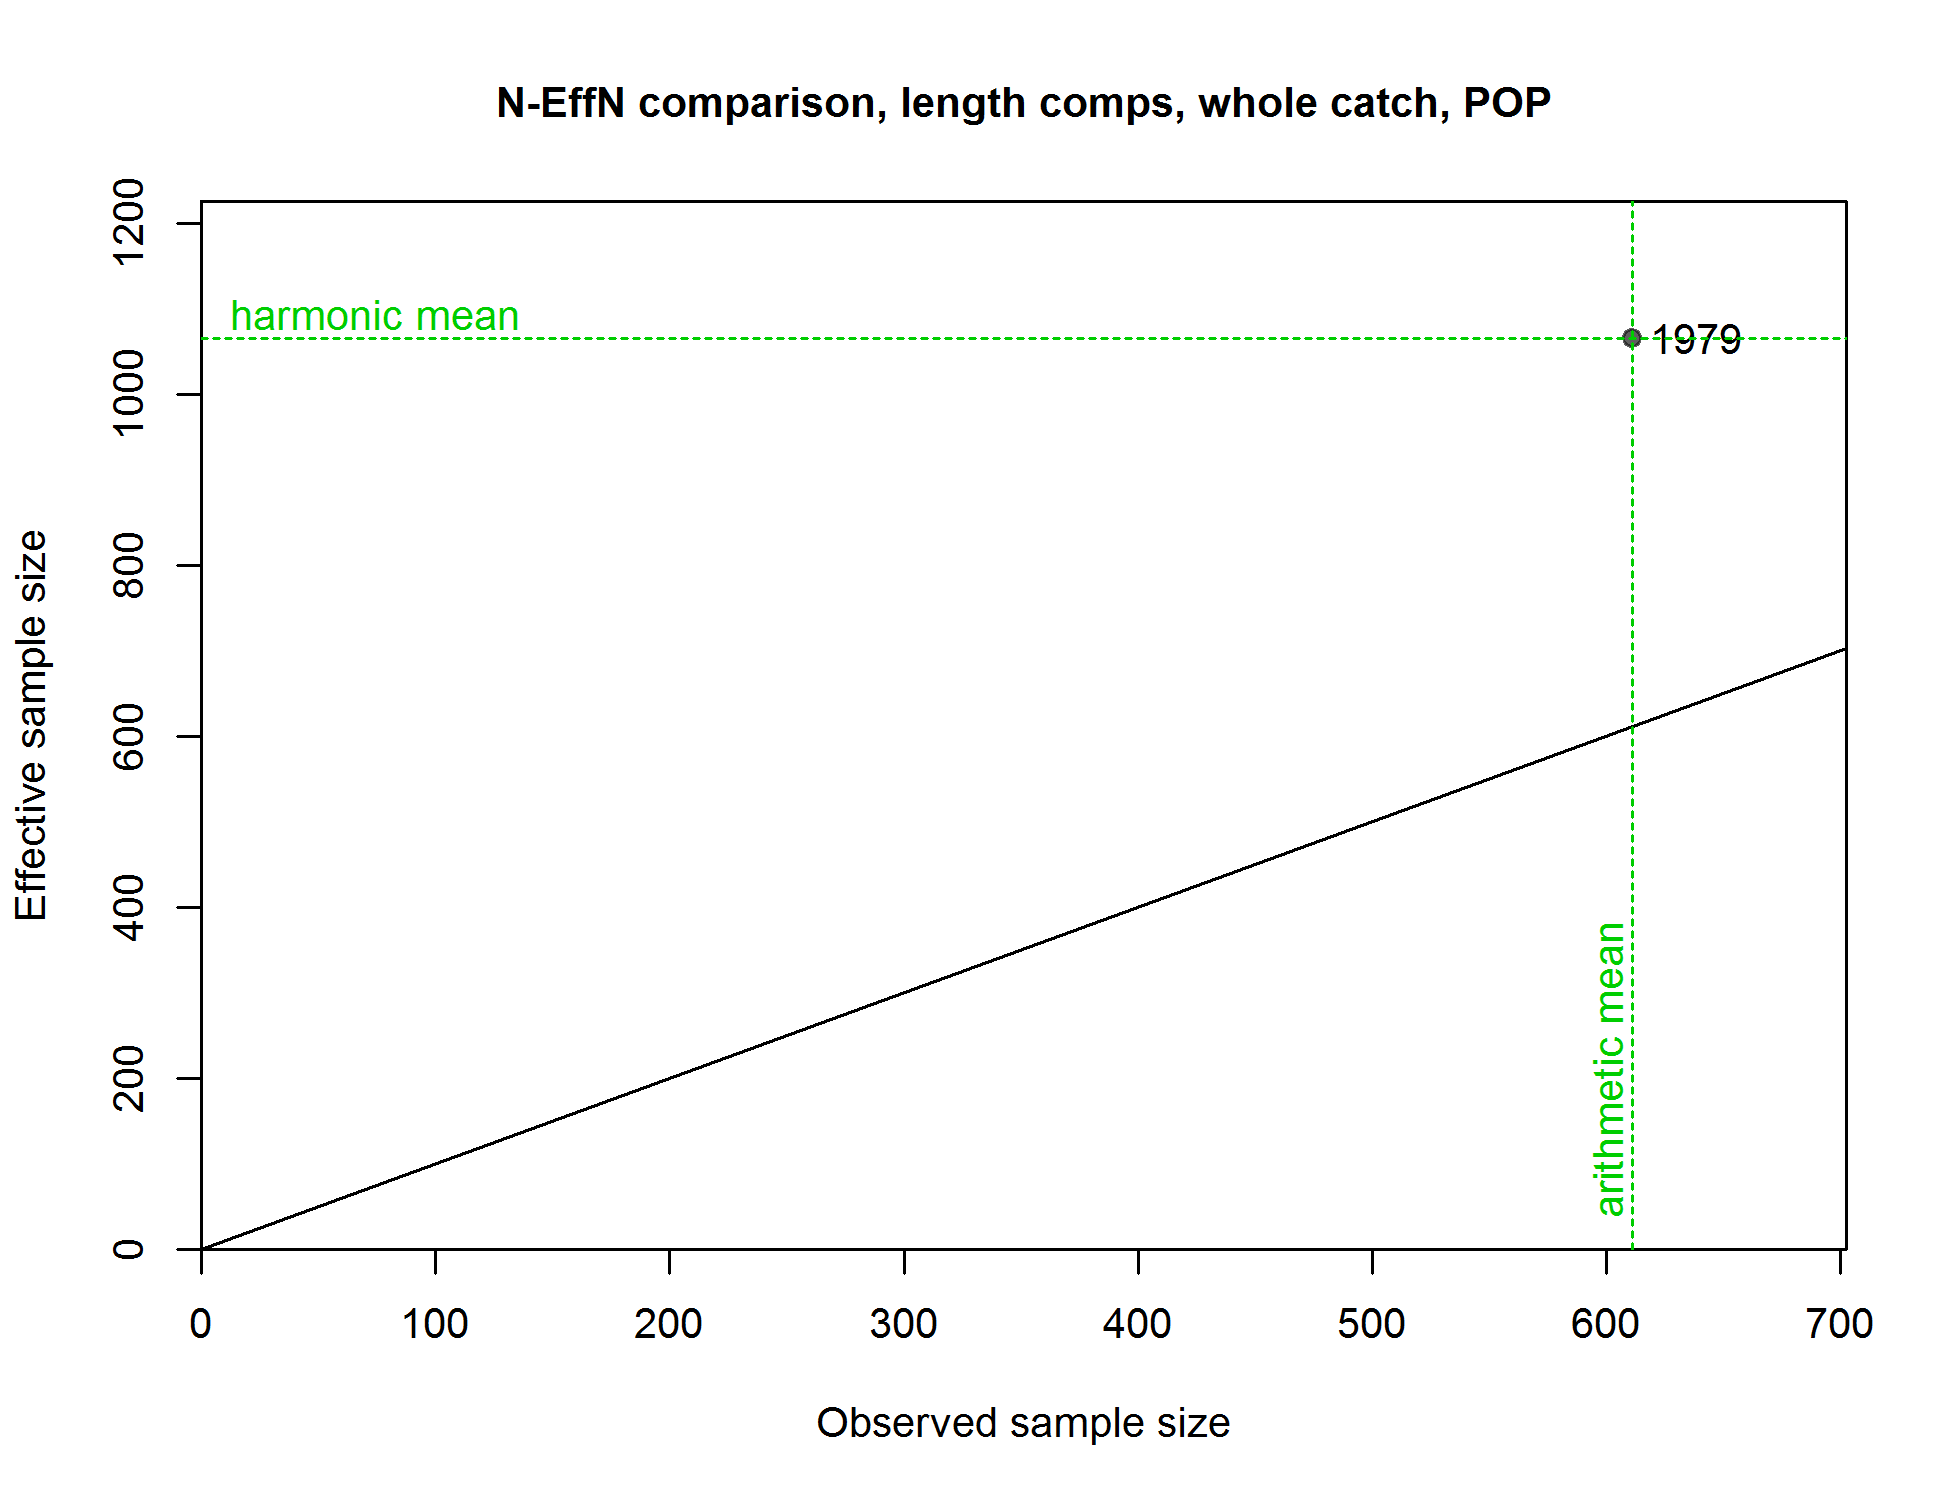 N-EffN comparison, length comps, whole catch, POP
1200
1000
800
600
400
200
0
Effective sample size
harmonic mean
1979
arithmetic mean
0 100 200 300 400 500 600 700
Observed sample size